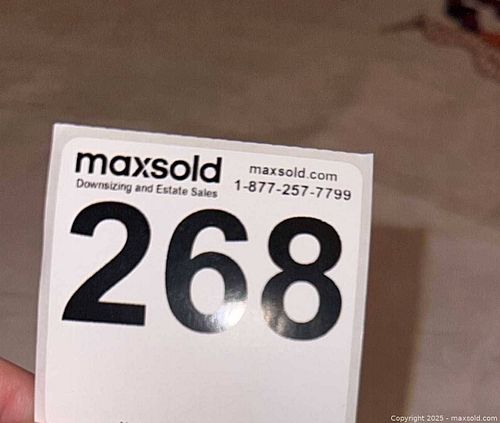 maxsold
Downsizing and Estate Sales
maxsold.com
1-877-257-7799
268
Copyright 2025 - maxsold.com